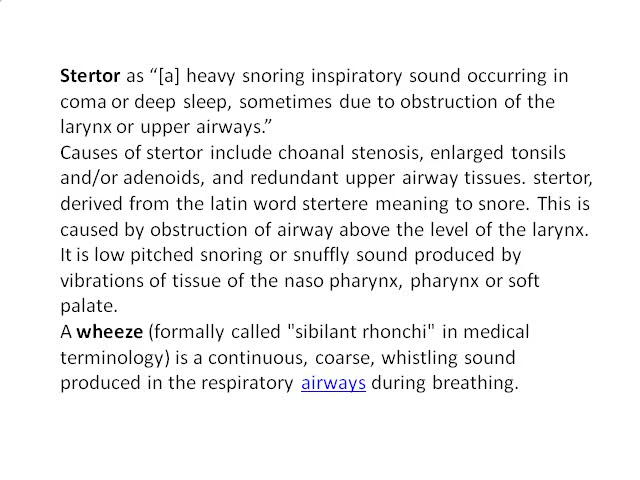 Stertor as “[a] heavy snoring inspiratory sound occurring in
coma or deep sleep, sometimes due to obstruction of the
larynx or upper airways.”
Causes of stertor include choanal stenosis, enlarged tonsils
and/or adenoids, and redundant upper airway tissues. stertor,
derived from the latin word stertere meaning to snore. This is
caused by obstruction of airway above the level of the larynx.
It is low pitched snoring or snuffly sound produced by
vibrations of tissue of the naso pharynx, pharynx or soft
palate.
A wheeze (formally called "sibilant rhonchi" in medical
terminology) is a continuous, coarse, whistling sound
produced in the respiratory airways during breathing.